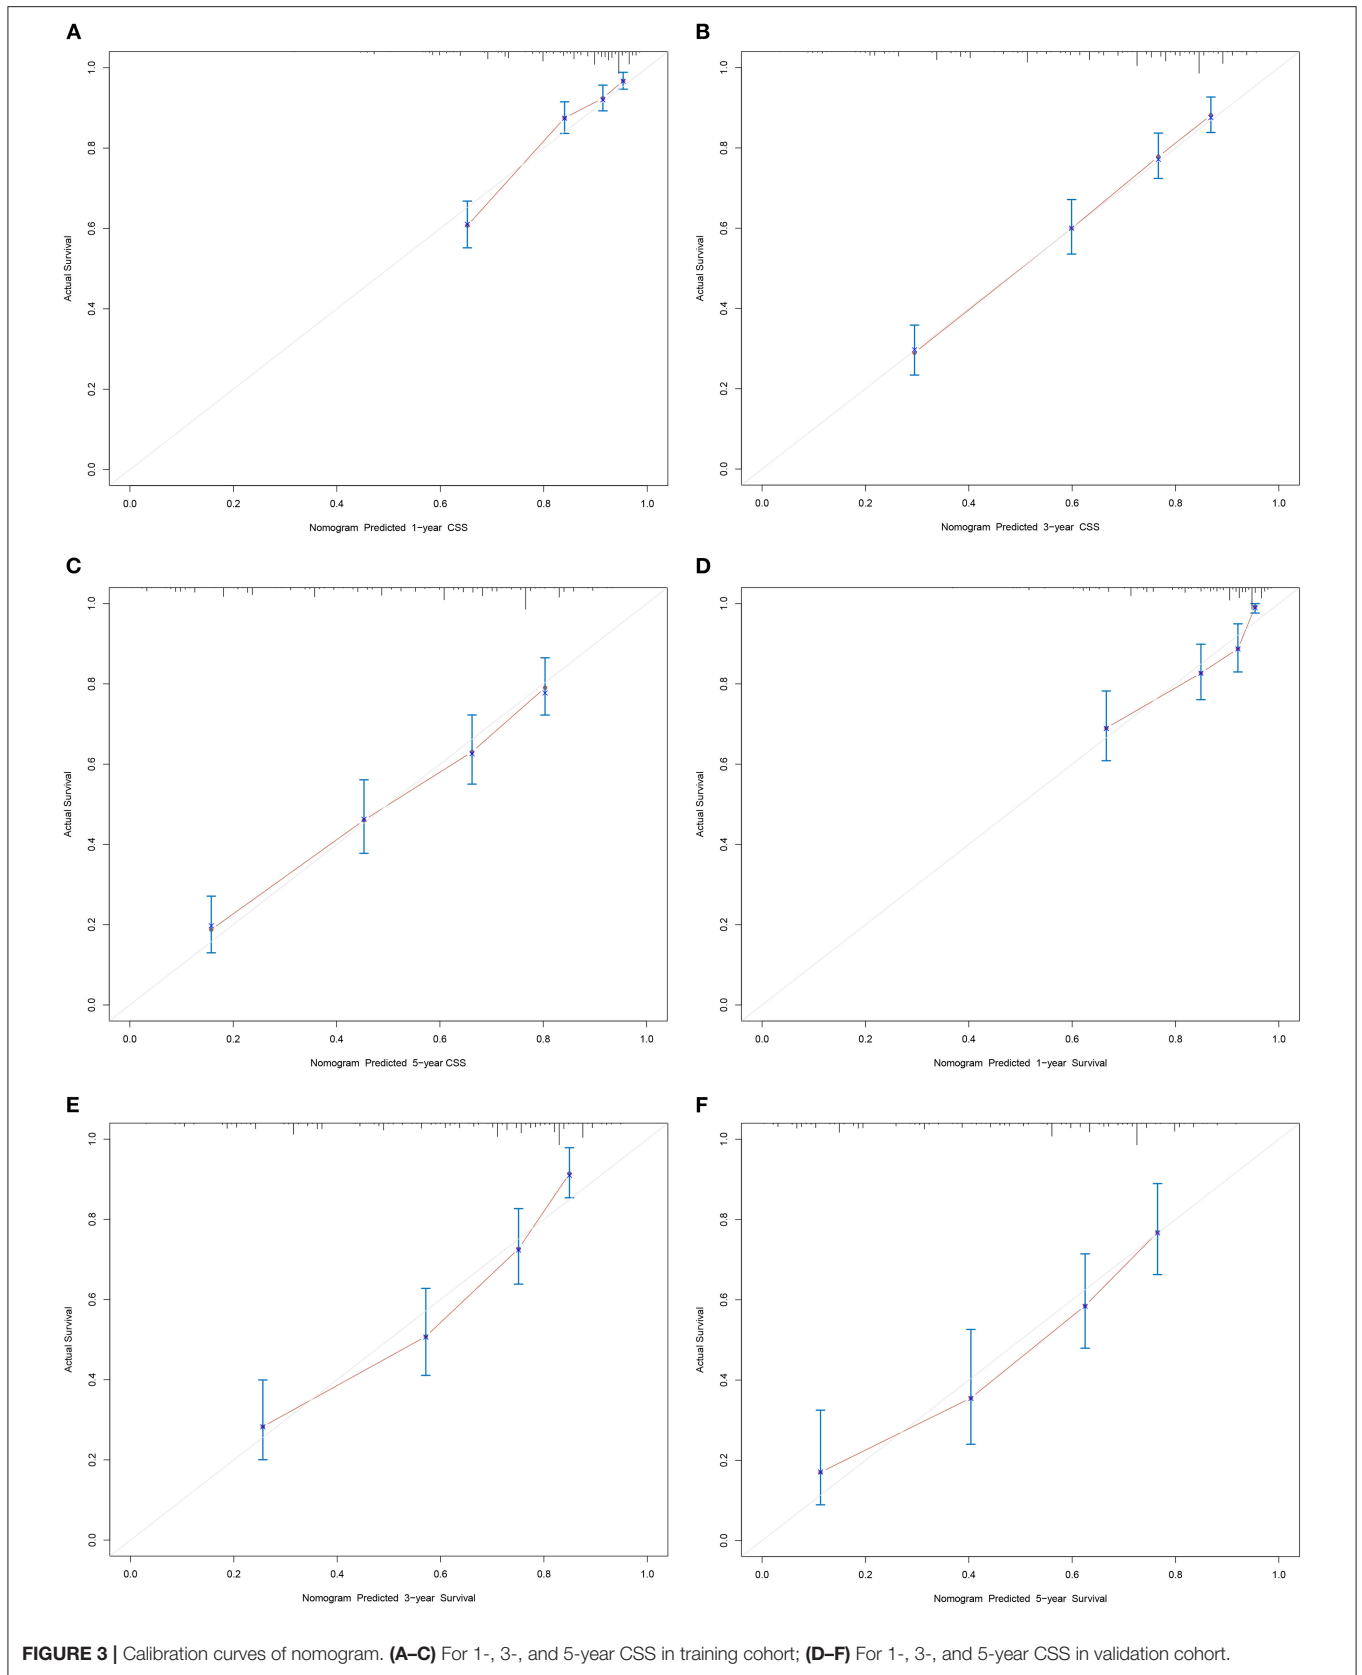 A
1.0
0.8
0.6
0.4
0.2
0.0
Actual Survival
0.0 0.2 0.4 0.6 0.8 1.0
Nomogram Predicted 1−year CSS
B
1.0
0.8
0.6
0.4
0.2
0.0
Actual Survival
0.0 0.2 0.4 0.6 0.8 1.0
Nomogram Predicted 3−year CSS
C
1.0
0.8
0.6
0.4
0.2
0.0
Actual Survival
0.0 0.2 0.4 0.6 0.8 1.0
Nomogram Predicted 5−year CSS
D
1.0
0.8
0.6
0.4
0.2
0.0
Actual Survival
0.0 0.2 0.4 0.6 0.8 1.0
Nomogram Predicted 1−year Survival
E
1.0
0.8
0.6
0.4
0.2
0.0
Actual Survival
0.0 0.2 0.4 0.6 0.8 1.0
Nomogram Predicted 3−year Survival
F
1.0
0.8
0.6
0.4
0.2
0.0
Actual Survival
0.0 0.2 0.4 0.6 0.8 1.0
Nomogram Predicted 5−year Survival
FIGURE 3 | Calibration curves of nomogram. (A–C) For 1-, 3-, and 5-year CSS in training cohort; (D–F) For 1-, 3-, and 5-year CSS in validation cohort.